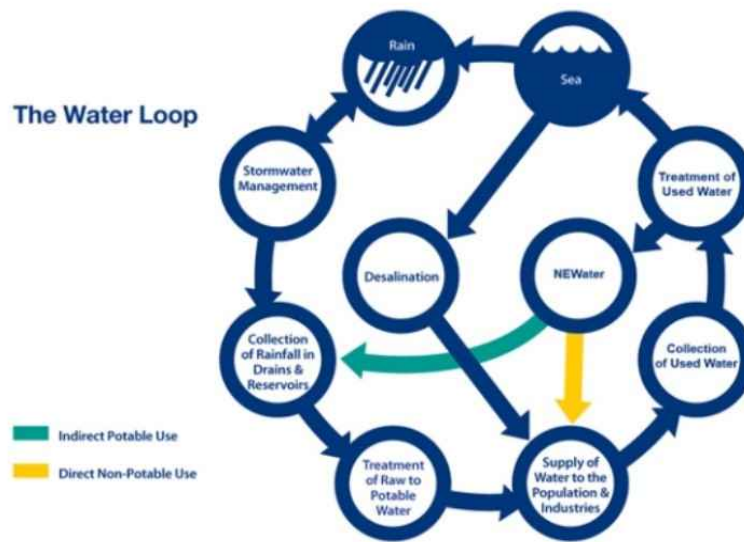 Rain
Sea
The Water Loop
Stormwater
Management
Treatment of
Used Water
Desalination
NEWater
Collection
of Rainfall in
Drains &
Reservoirs
Collection
of Used Water
Indirect Potable Use
Direct Non-Potable Use
Treatment
of Raw to
Potable
Water
Supply of
Water to the
Population &
Industries